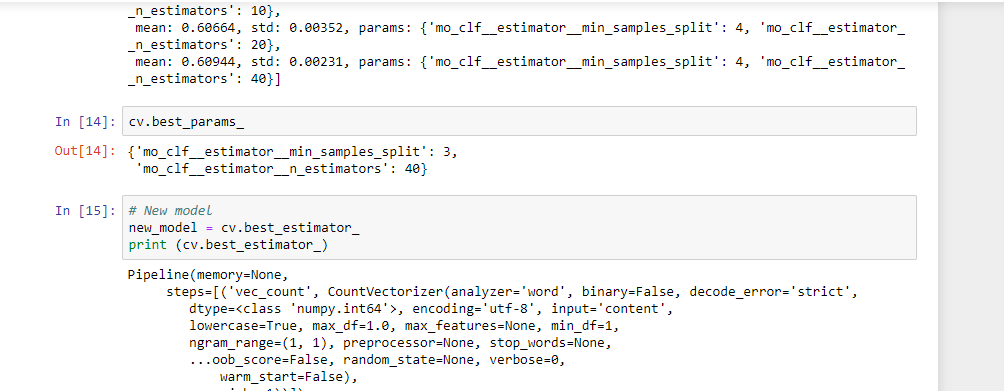 _n_estimators': 10},
mean: 0.60664, std: 0.00352, params: {'mo_clf__estimator__min_samples_split': 4, 'mo_clf__estimator_
_n_estimators': 20},
mean: 0.60944, std: 0.00231, params: {'mo_clf__estimator__min_samples_split': 4, 'mo_clf__estimator_
_n_estimators': 40}]
In [14]: cv.best_params_
Out[14]: {'mo_clf__estimator__min_samples_split': 3,
'mo_clf__estimator__n_estimators': 40}
In [15]: # New model
new_model = cv.best_estimator_
print (cv.best_estimator_)
Pipeline(memory=None,
steps=[('vec_count', CountVectorizer(analyzer='word', binary=False, decode_error='strict',
dtype=<class 'numpy.int64'>, encoding='utf-8', input='content',
lowercase=True, max_df=1.0, max_features=None, min_df=1,
ngram_range=(1, 1), preprocessor=None, stop_words=None,
...oob_score=False, random_state=None, verbose=0,
warm_start=False),